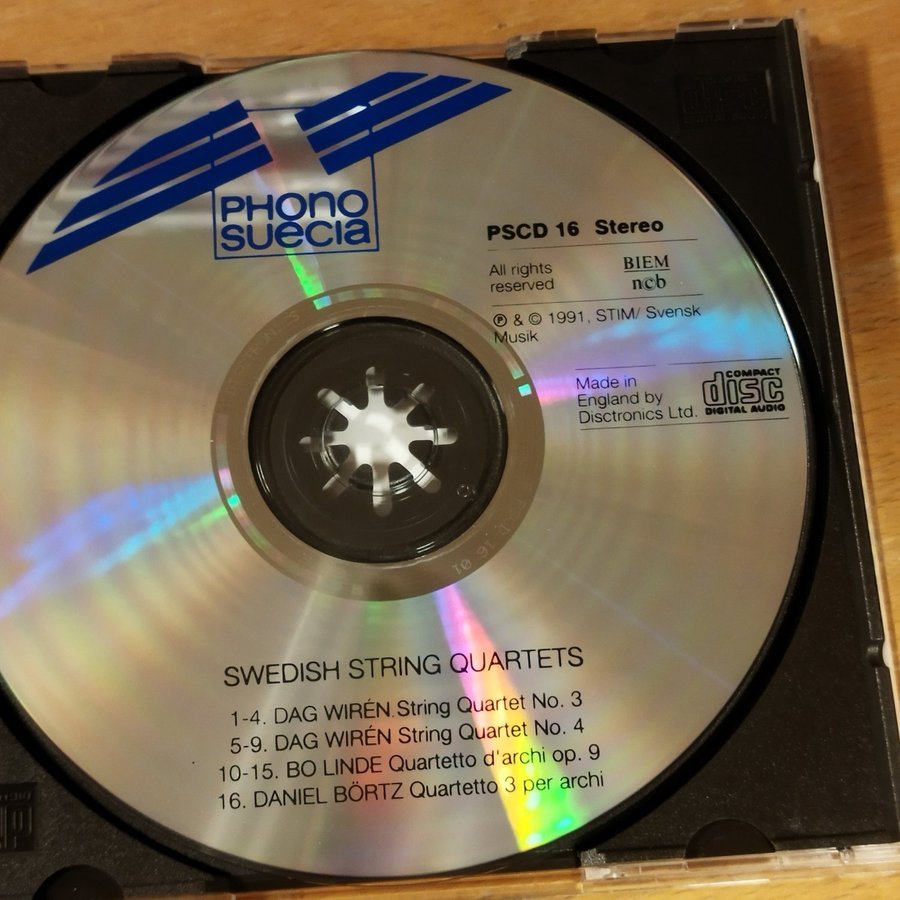 PHONO
SUECIA
PSCD 16 Stereo
All rights
reserved
BIEM
ncb
℗ & © 1991, STIM/ Svensk
Musik
Made in
England by
Disctronics Ltd.
COMPACT
disc
DIGITAL AUDIO
SWEDISH STRING QUARTETS
1-4. DAG WIRÉN String Quartet No. 3
5-9. DAG WIRÉN String Quartet No. 4
10-15. BO LINDE Quartetto d'archi op. 9
16. DANIEL BÖRTZ Quartetto 3 per archi